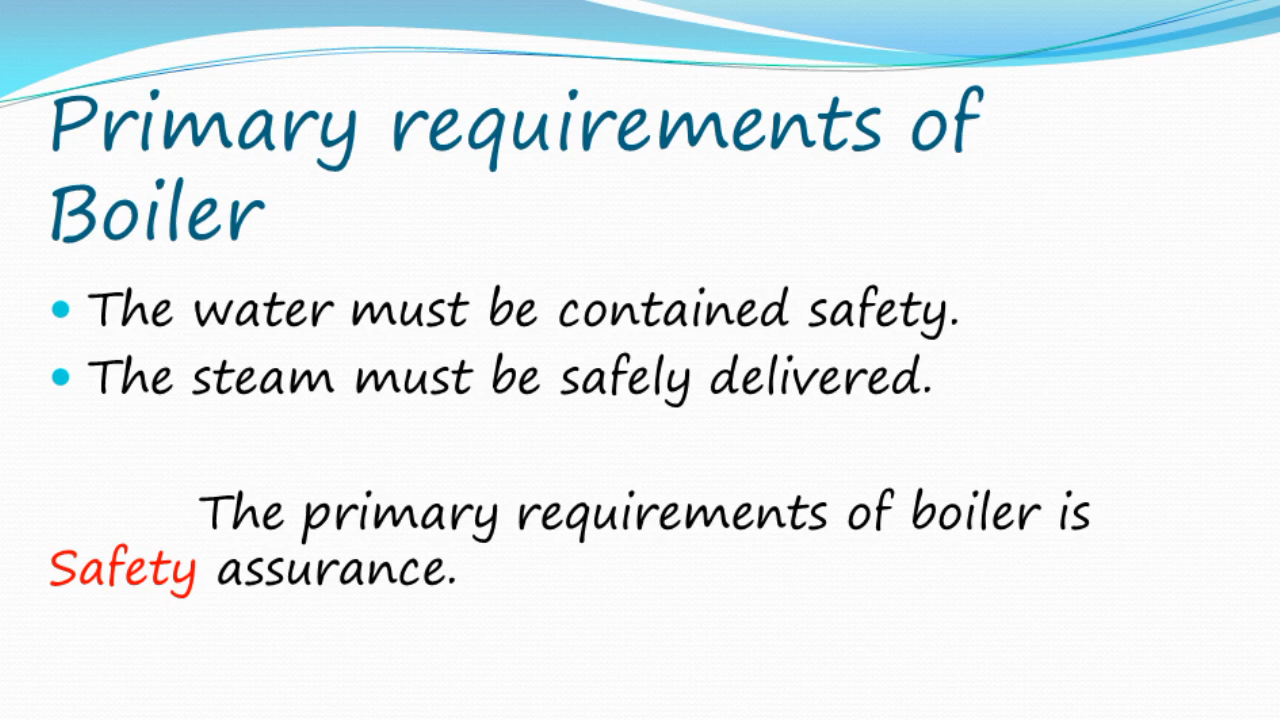 Primary requirements of
Boiler
• The water must be contained safety.
• The steam must be safely delivered.
The primary requirements of boiler is
Safety assurance.